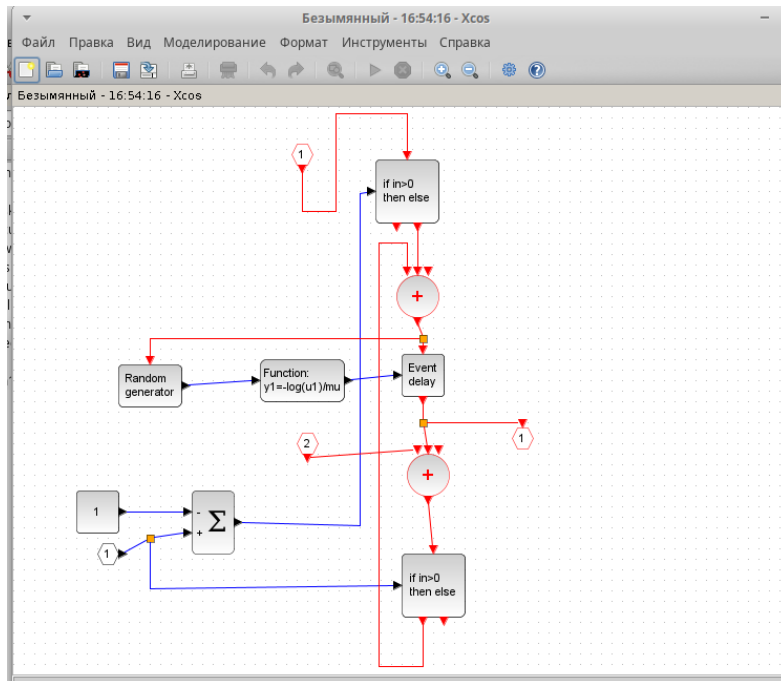 Безымянный - 16:54:16 - Xcos
Файл Правка Вид Моделирование Формат Инструменты Справка
Безымянный - 16:54:16 - Xcos
1
if in>0
then else
+
Random
generator
Function:
y1=-log(u1)/mu
Event
delay
2
1
+
1
-
+
Σ
1
if in>0
then else